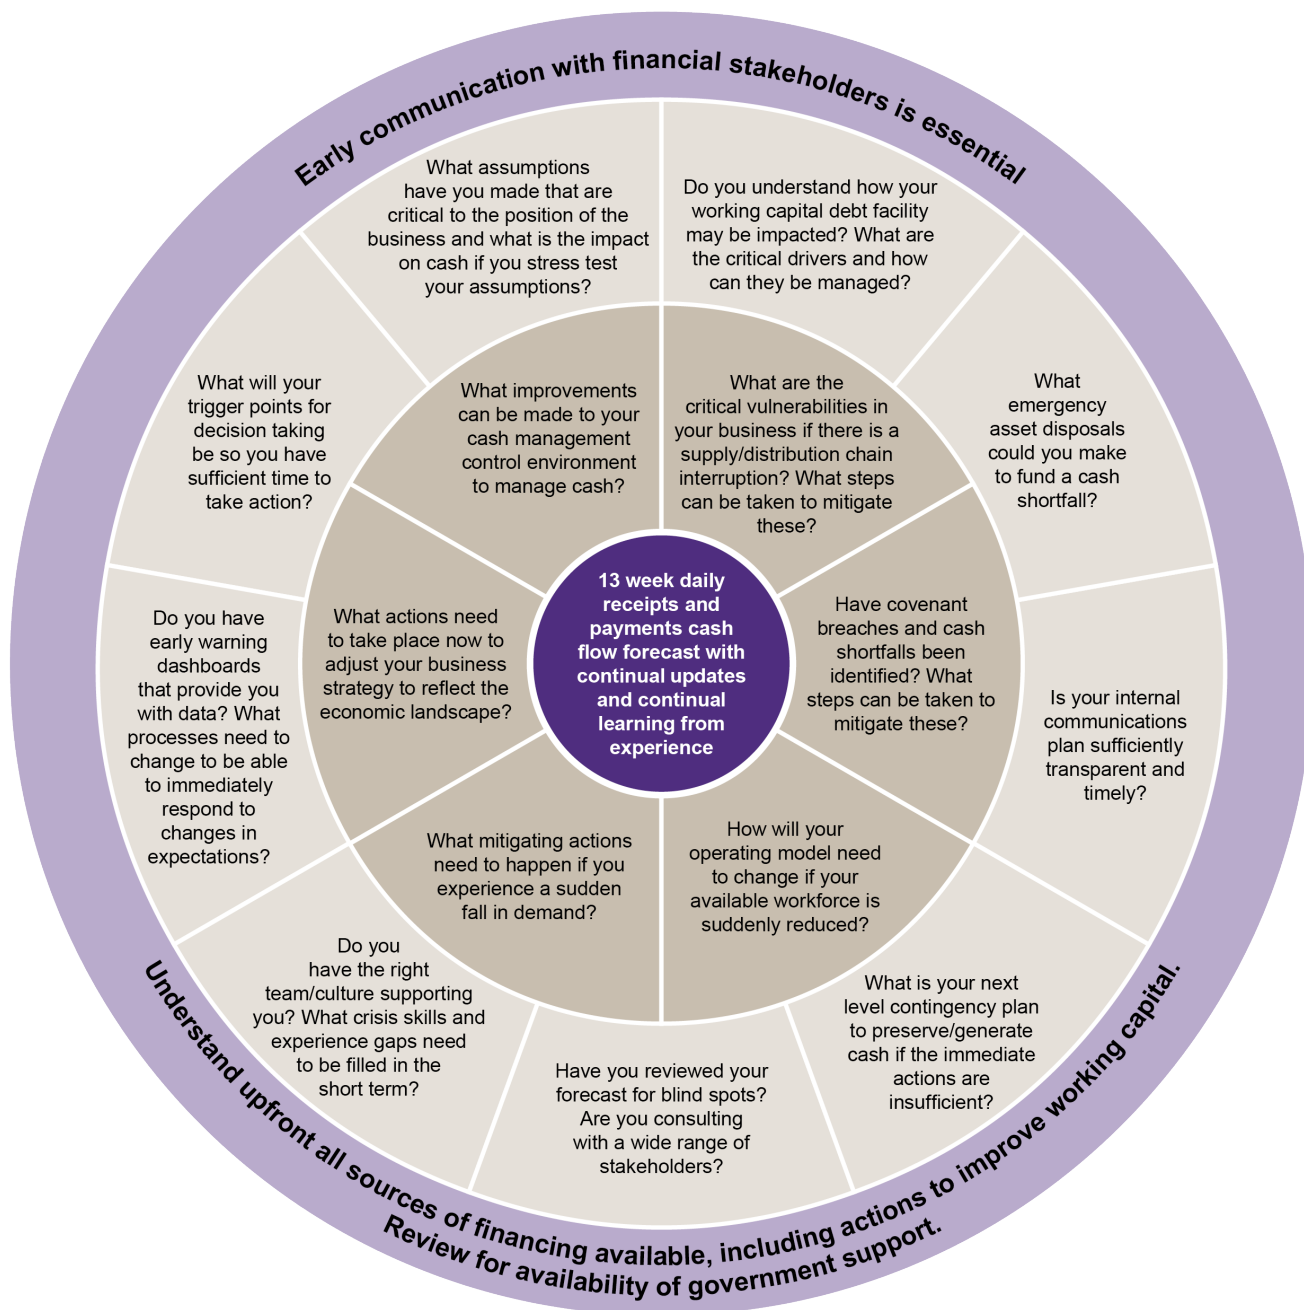 Early communication with financial stakeholders is essential
What assumptions
have you made that are
critical to the position of the
business and what is the impact
on cash if you stress test
your assumptions?
Do you understand how your
working capital debt facility
may be impacted? What are
the critical drivers and how
can they be managed?
What
emergency
asset disposals
could you make
to fund a cash
shortfall?
Is your internal
communications
plan sufficiently
transparent and
timely?
What is your next
level contingency plan
to preserve/generate
cash if the immediate
actions are
insufficient?
Have you reviewed your
forecast for blind spots?
Are you consulting
with a wide range of
stakeholders?
Do you
have the right
team/culture supporting
you? What crisis skills and
experience gaps need
to be filled in the
short term?
Do you have
early warning
dashboards
that provide you
with data? What
processes need to
change to be able
to immediately
respond to
changes in
expectations?
What will your
trigger points for
decision taking
be so you have
sufficient time to
take action?
What improvements
can be made to your
cash management
control environment
to manage cash?
What are the
critical vulnerabilities in
your business if there is a
supply/distribution chain
interruption? What steps
can be taken to mitigate
these?
Have covenant
breaches and cash
shortfalls been
identified? What
steps can be taken to
mitigate these?
How will your
operating model need
to change if your
available workforce is
suddenly reduced?
What mitigating actions
need to happen if you
experience a sudden
fall in demand?
What actions need
to take place now to
adjust your business
strategy to reflect the
economic landscape?
13 week daily
receipts and
payments cash
flow forecast with
continual updates
and continual
learning from
experience
Understand upfront all sources of financing available, including actions to improve working capital.
Review for availability of government support.